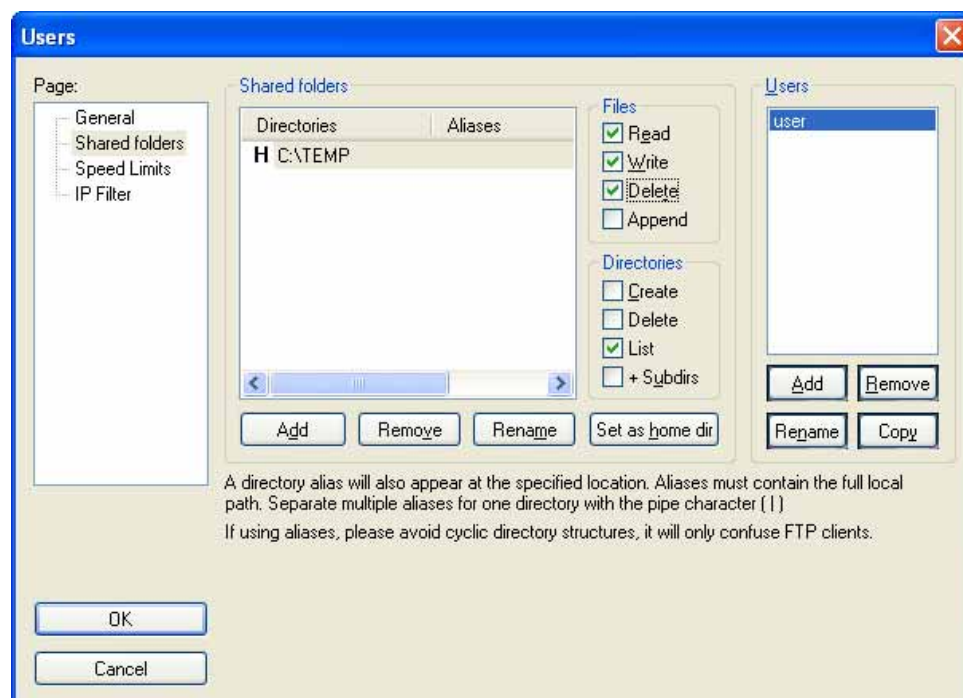 Users
Page:
General
Shared folders
Speed Limits
IP Filter
OK
Cancel
Shared folders
Directories Aliases
H C:\TEMP
Files
Read
Write
Delete
Append
Directories
Create
Delete
List
+ Subdirs
Add Remove Rename Set as home dir
Users
user
Add Remove
Rename Copy
A directory alias will also appear at the specified location. Aliases must contain the full local
path. Separate multiple aliases for one directory with the pipe character ( | )
If using aliases, please avoid cyclic directory structures, it will only confuse FTP clients.